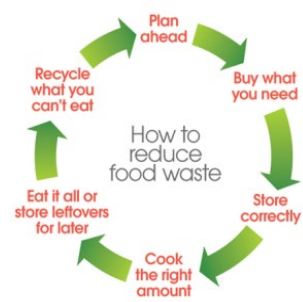 How to
reduce
food waste
Plan
ahead
Buy what
you need
Store
correctly
Cook
the right
amount
Eat it all or
store leftovers
for later
Recycle
what you
can't eat